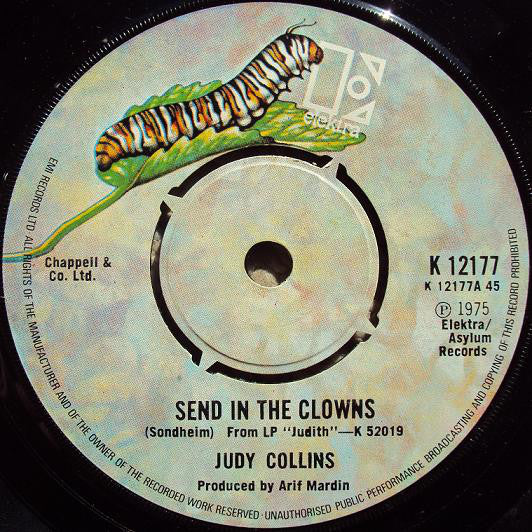 elektra
Chappell &
Co. Ltd.
K 12177
K 12177A 45
Ⓟ 1975
Elektra/
Asylum
Records
SEND IN THE CLOWNS
(Sondheim) From LP "Judith"—K 52019
JUDY COLLINS
Produced by Arif Mardin
EMI RECORDS LTD ALL RIGHTS OF THE MANUFACTURER AND OF THE OWNER OF THE RECORDED WORK RESERVED · UNAUTHORISED PUBLIC PERFORMANCE BROADCASTING AND COPYING OF THIS RECORD PROHIBITED